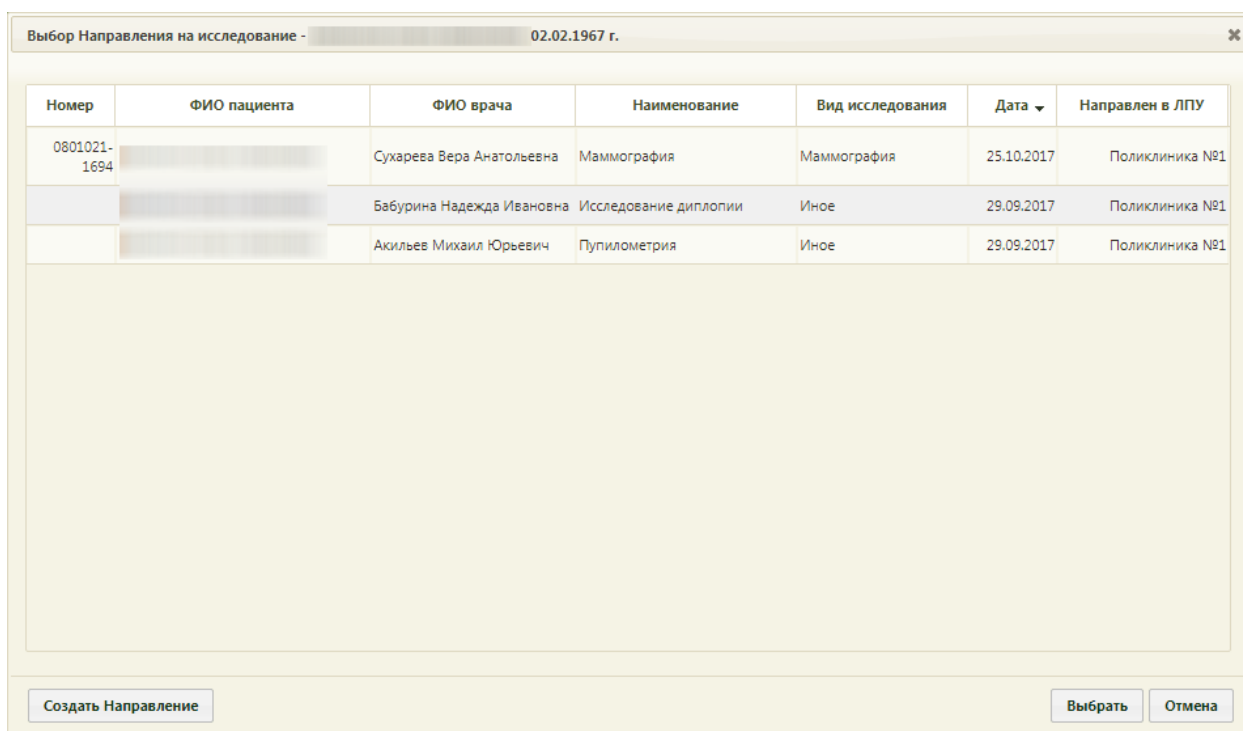 Выбор Направления на исследование - 02.02.1967 г.
Номер ФИО пациента ФИО врача Наименование Вид исследования Дата Направлен в ЛПУ
0801021-
1694 Сухарева Вера Анатольевна Маммография Маммография 25.10.2017 Поликлиника №1
Бабурина Надежда Ивановна Исследование диплопии Иное 29.09.2017 Поликлиника №1
Акильев Михаил Юрьевич Пупилометрия Иное 29.09.2017 Поликлиника №1
Создать Направление Выбрать Отмена